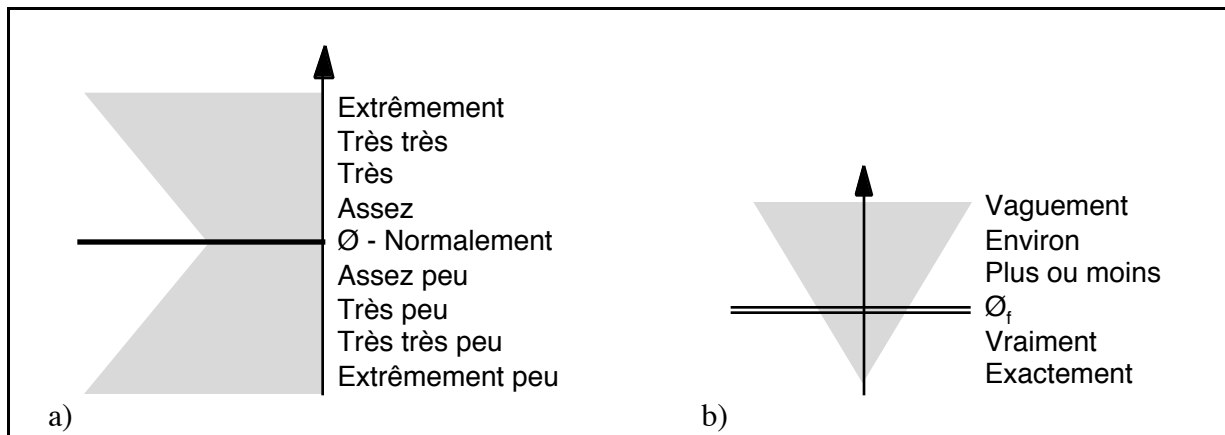 Extrêmement
Très très
Très
Assez
Ø - Normalement
Assez peu
Très peu
Très très peu
Extrêmement peu
a)
Vaguement
Environ
Plus ou moins
Øf
Vraiment
Exactement
b)